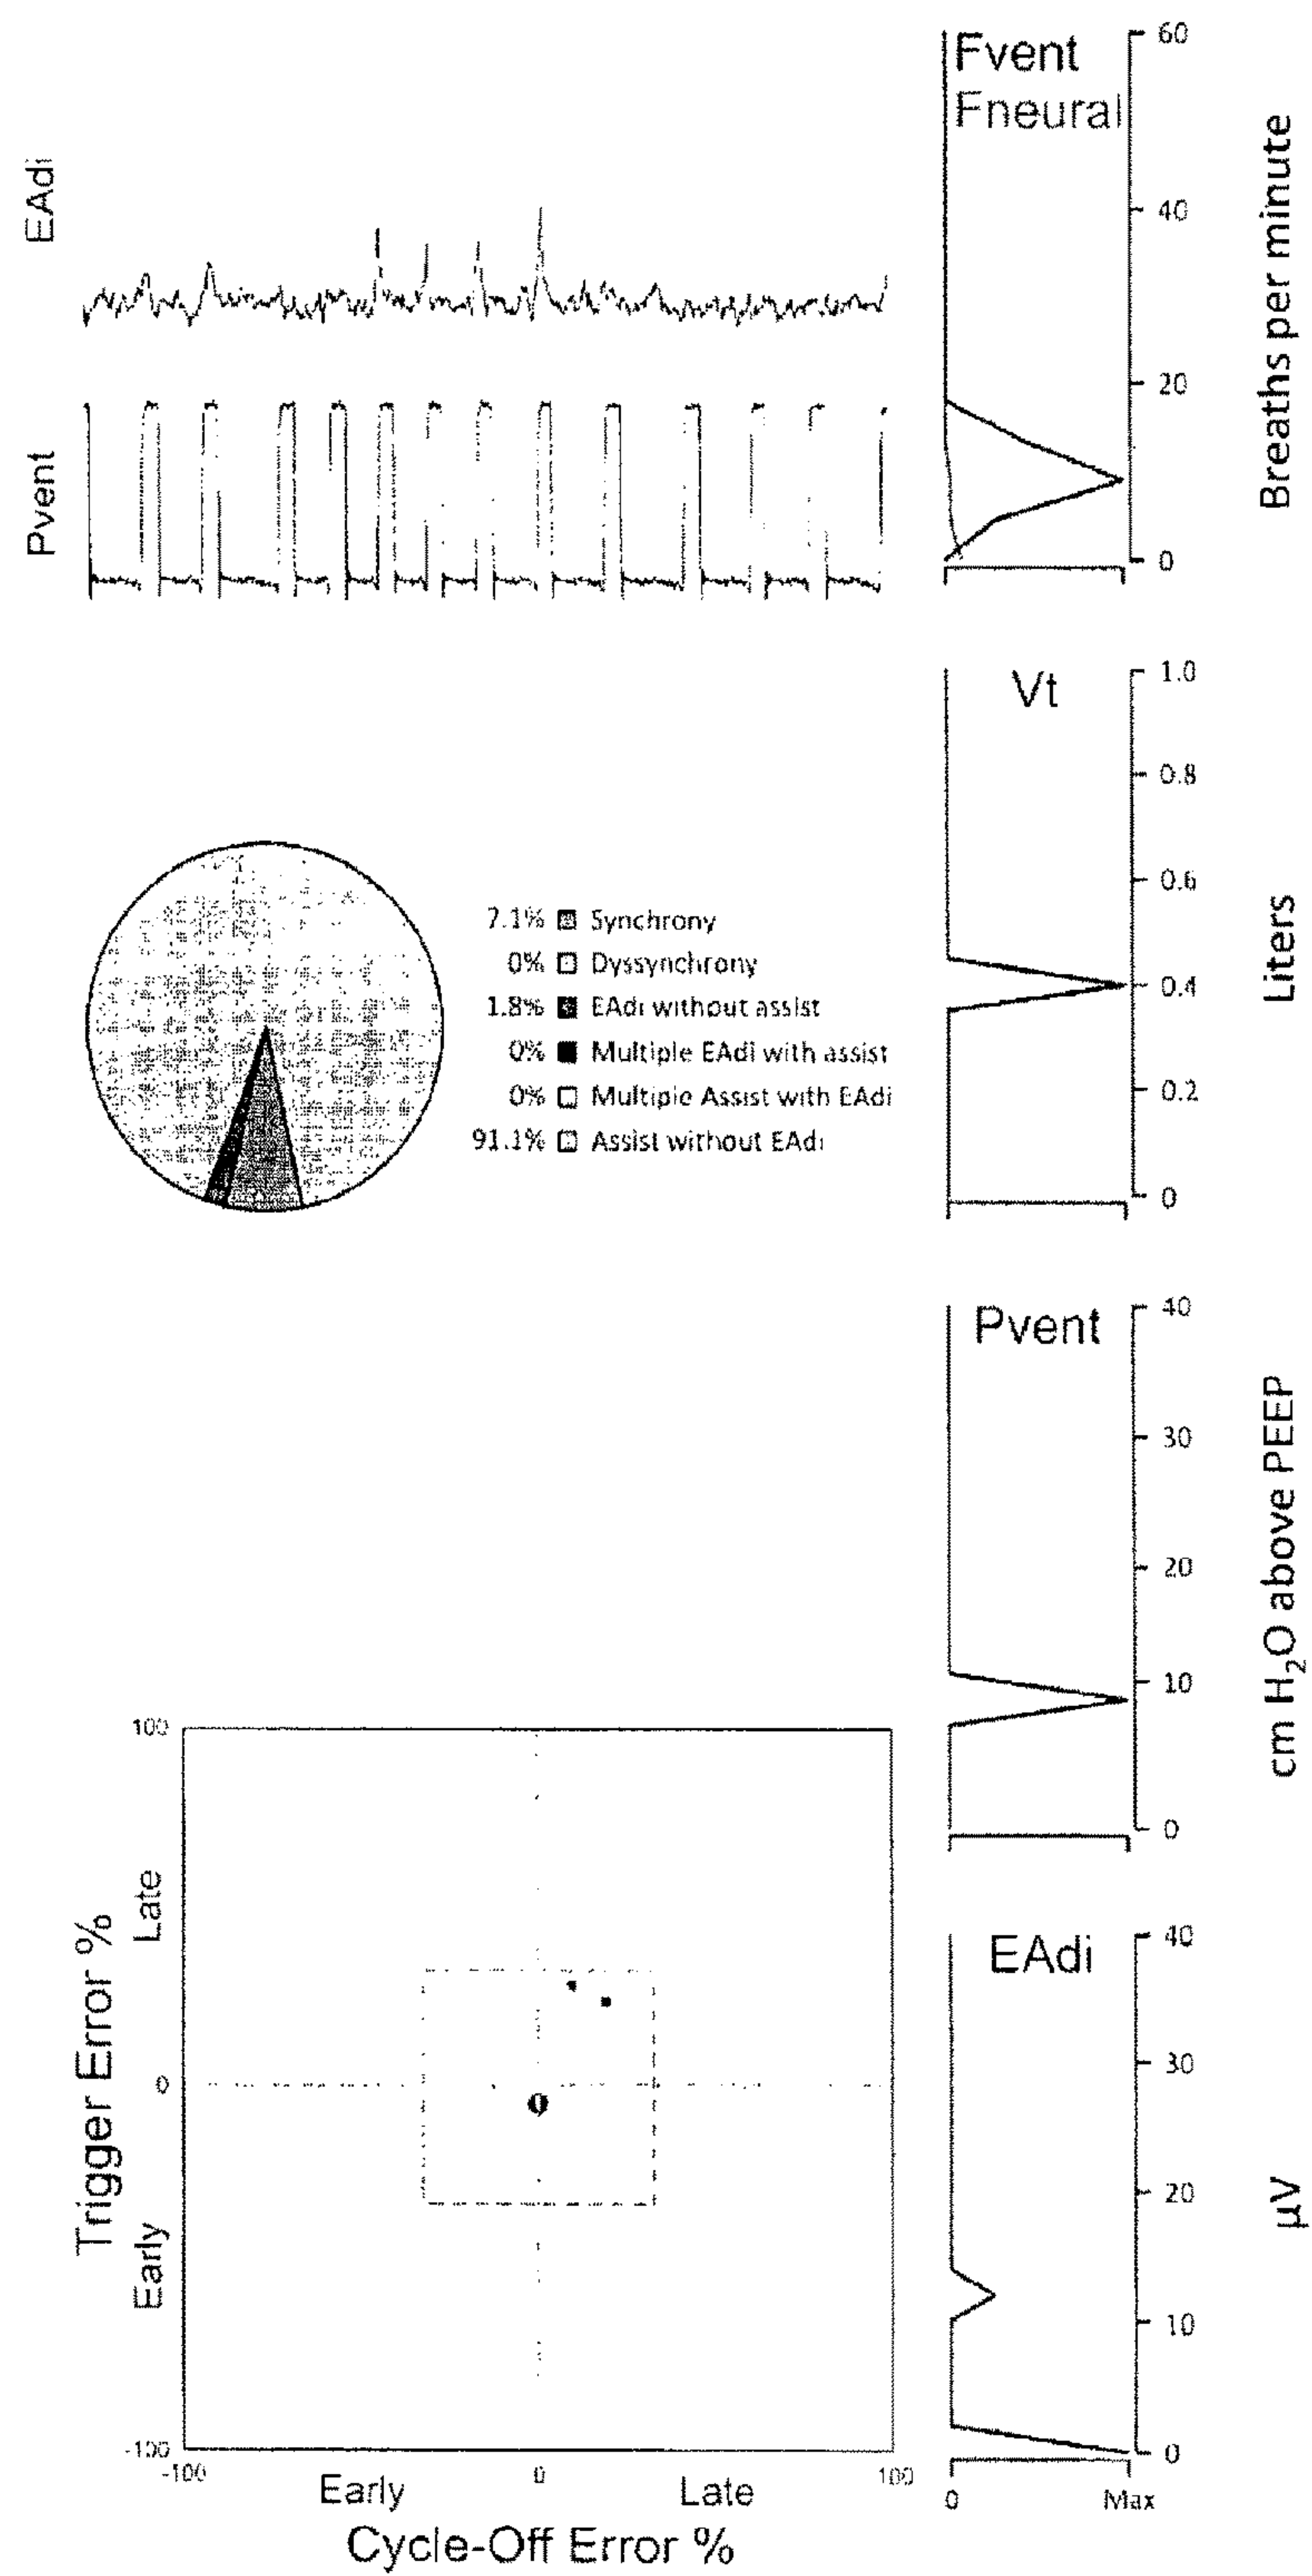 EAdi
Pvent
Fvent
Fneural
60
40
20
0
Breaths per minute
7.1% Synchrony
0% Dyssynchrony
1.8% EAdi without assist
0% Multiple EAdi with assist
0% Multiple Assist with EAdi
91.1% Assist without EAdi
Vt
1.0
0.8
0.6
0.4
0.2
0
Liters
Pvent
40
30
20
10
0
cm H₂O above PEEP
Trigger Error %
Late
Early
100
0
-100
-100
0
100
Early
Late
Cycle-Off Error %
EAdi
40
30
20
10
0
0
Max
µV